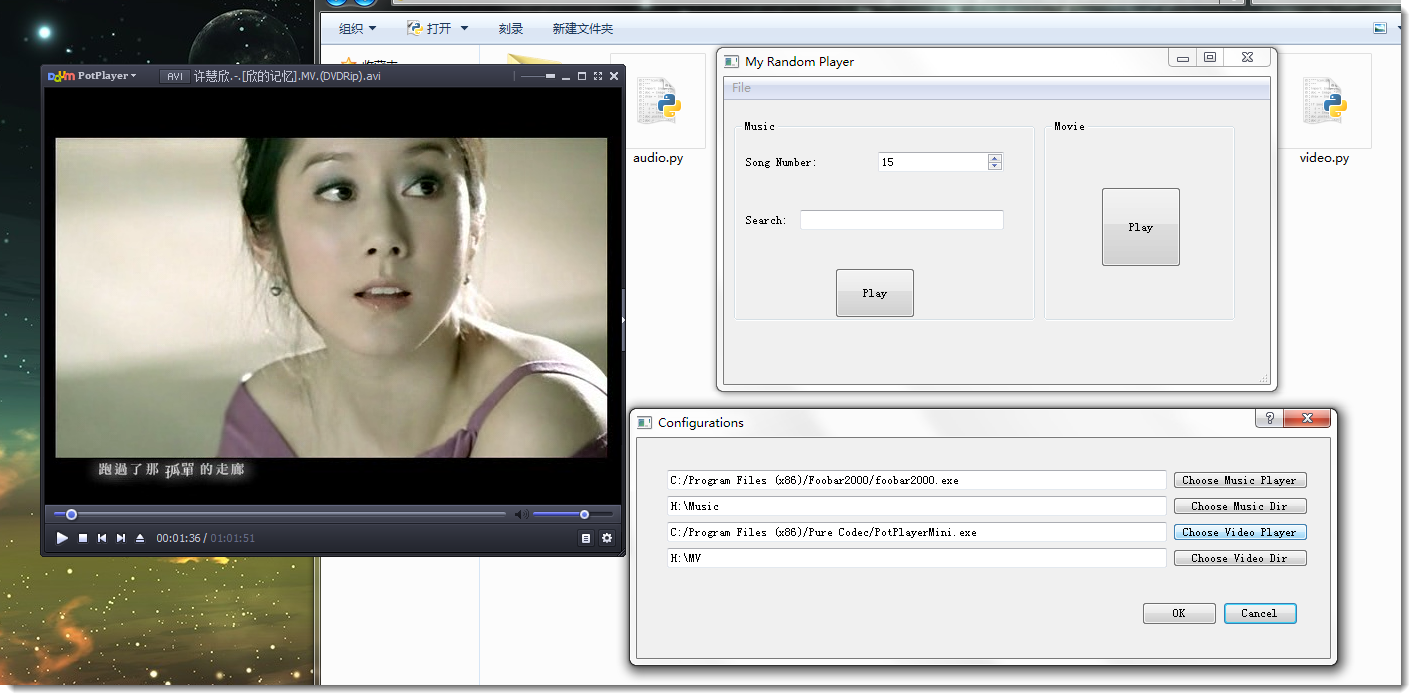 组织 打开 刻录 新建文件夹
收藏夹
Daum PotPlayer AVI 许慧欣.-.[欣的记忆].MV.(DVDRip).avi
跑過了那 孤單 的走廊
00:01:36 / 01:01:51
audio.py
video.py
My Random Player
File
Music
Song Number: 15
Search:
Play
Movie
Play
Configurations
C:/Program Files (x86)/Foobar2000/foobar2000.exe Choose Music Player
H:\Music Choose Music Dir
C:/Program Files (x86)/Pure Codec/PotPlayerMini.exe Choose Video Player
H:\MV Choose Video Dir
OK Cancel